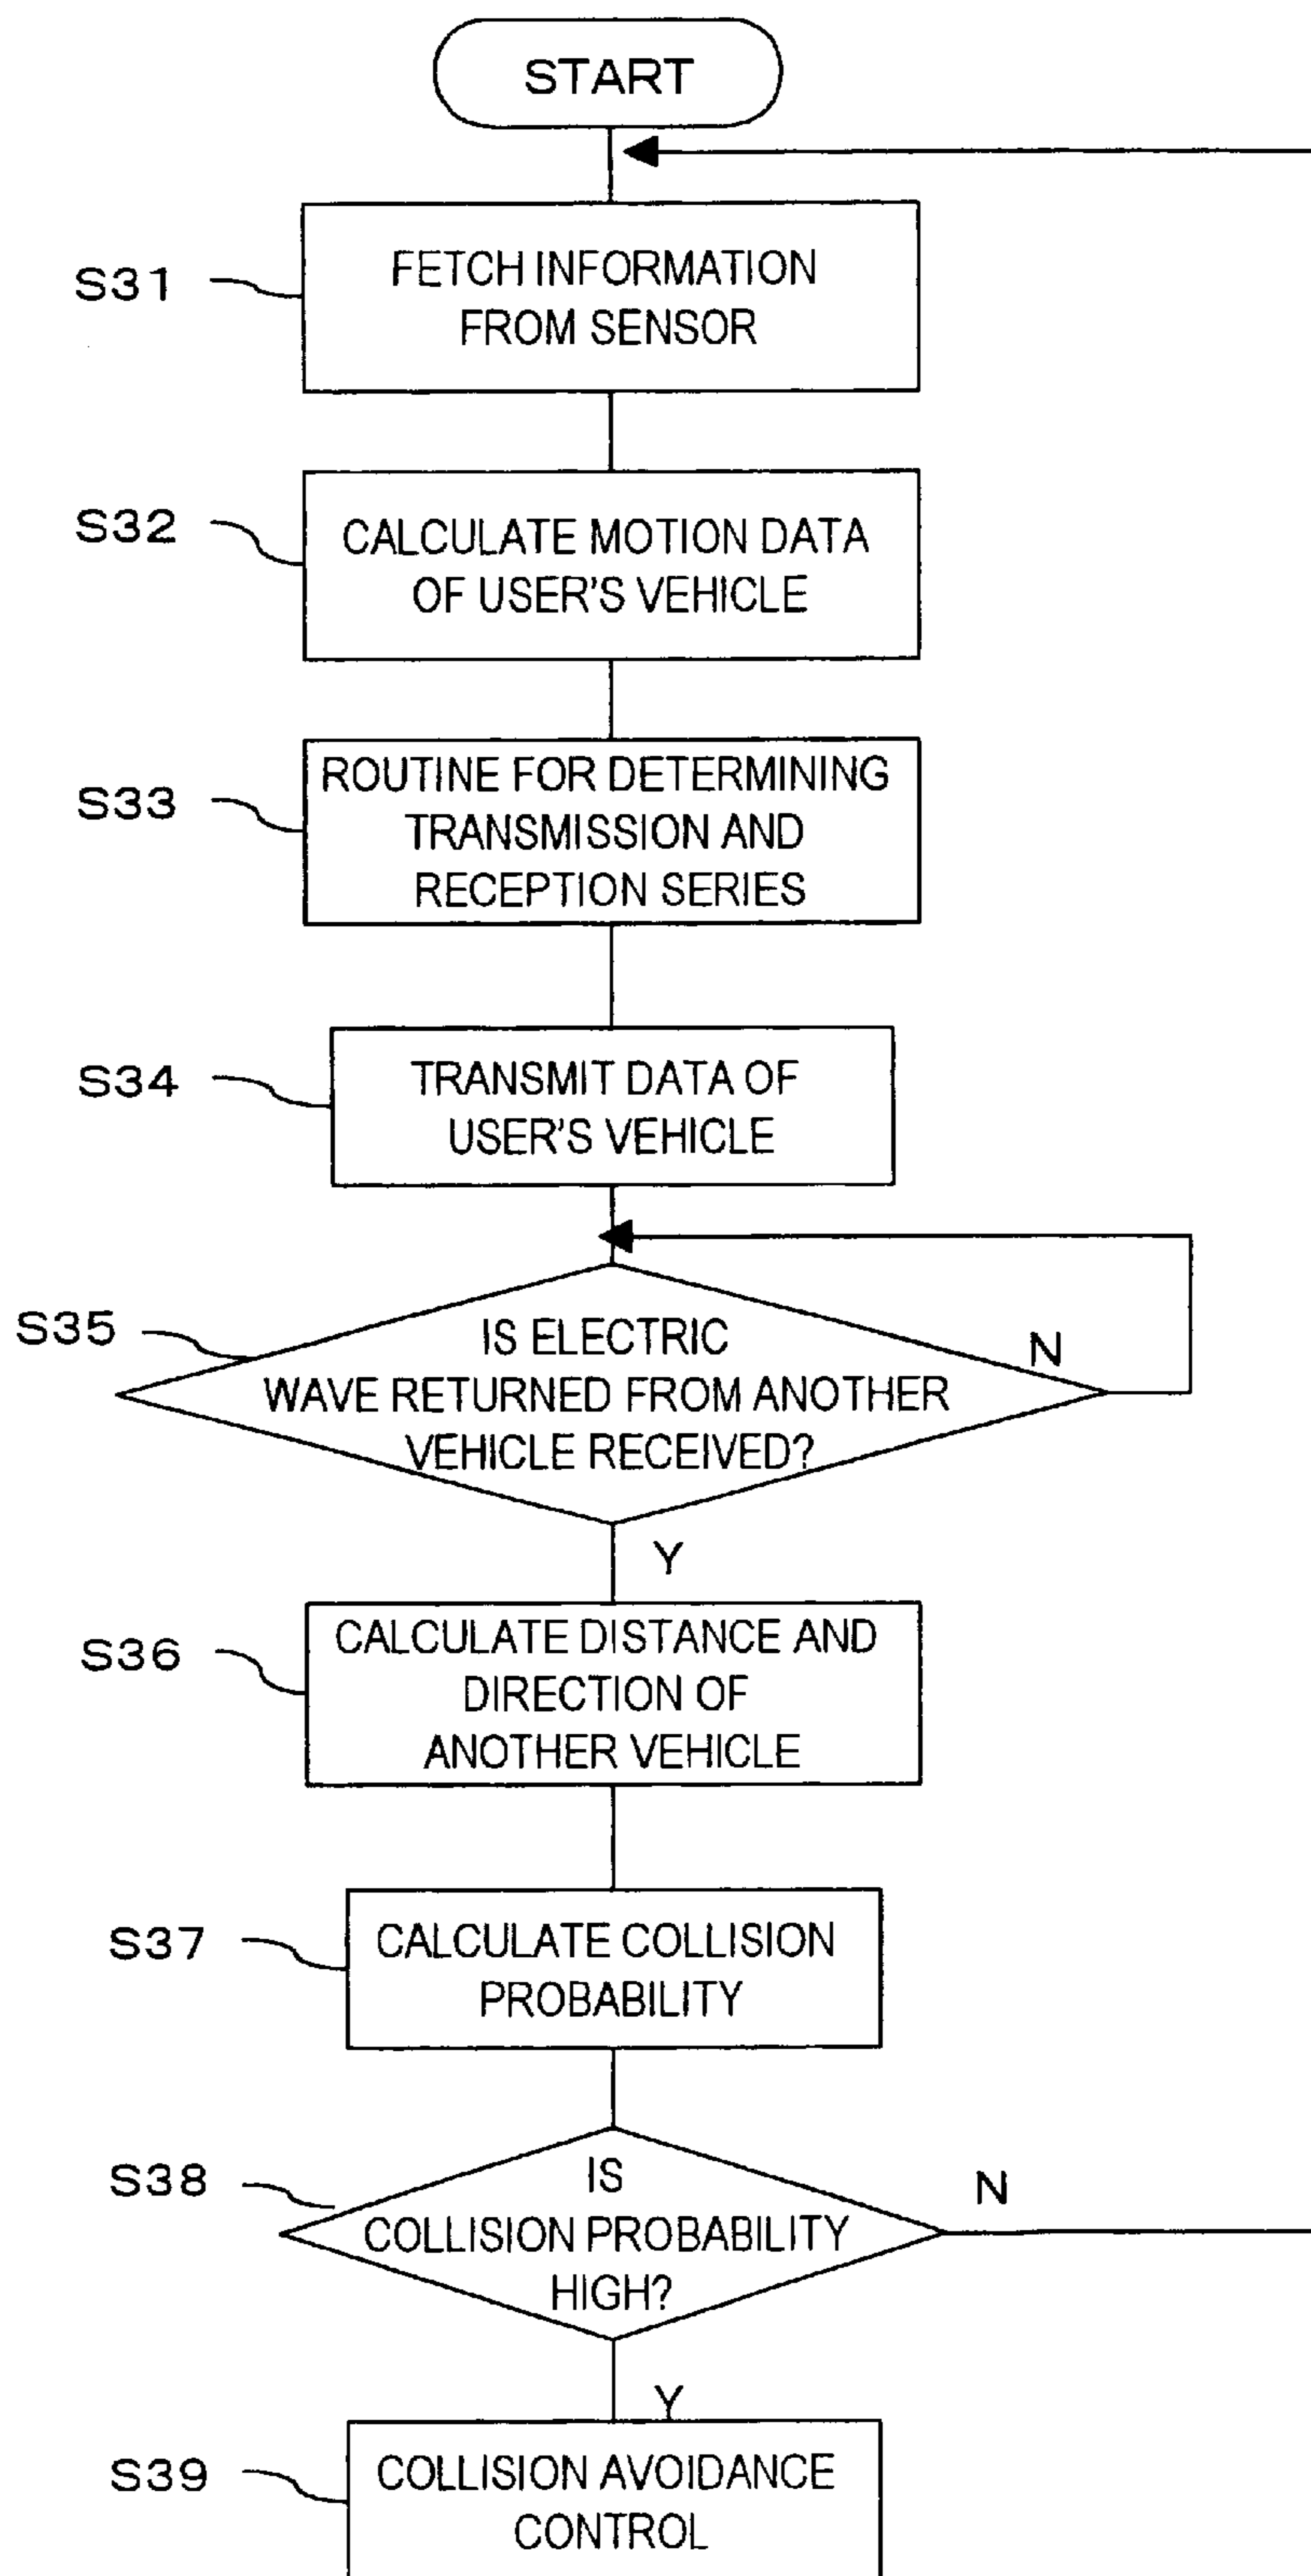 START
S31
FETCH INFORMATION
FROM SENSOR
S32
CALCULATE MOTION DATA
OF USER'S VEHICLE
S33
ROUTINE FOR DETERMINING
TRANSMISSION AND
RECEPTION SERIES
S34
TRANSMIT DATA OF
USER'S VEHICLE
S35
IS ELECTRIC
WAVE RETURNED FROM ANOTHER
VEHICLE RECEIVED?
N
Y
S36
CALCULATE DISTANCE AND
DIRECTION OF
ANOTHER VEHICLE
S37
CALCULATE COLLISION
PROBABILITY
S38
IS
COLLISION PROBABILITY
HIGH?
N
Y
S39
COLLISION AVOIDANCE
CONTROL